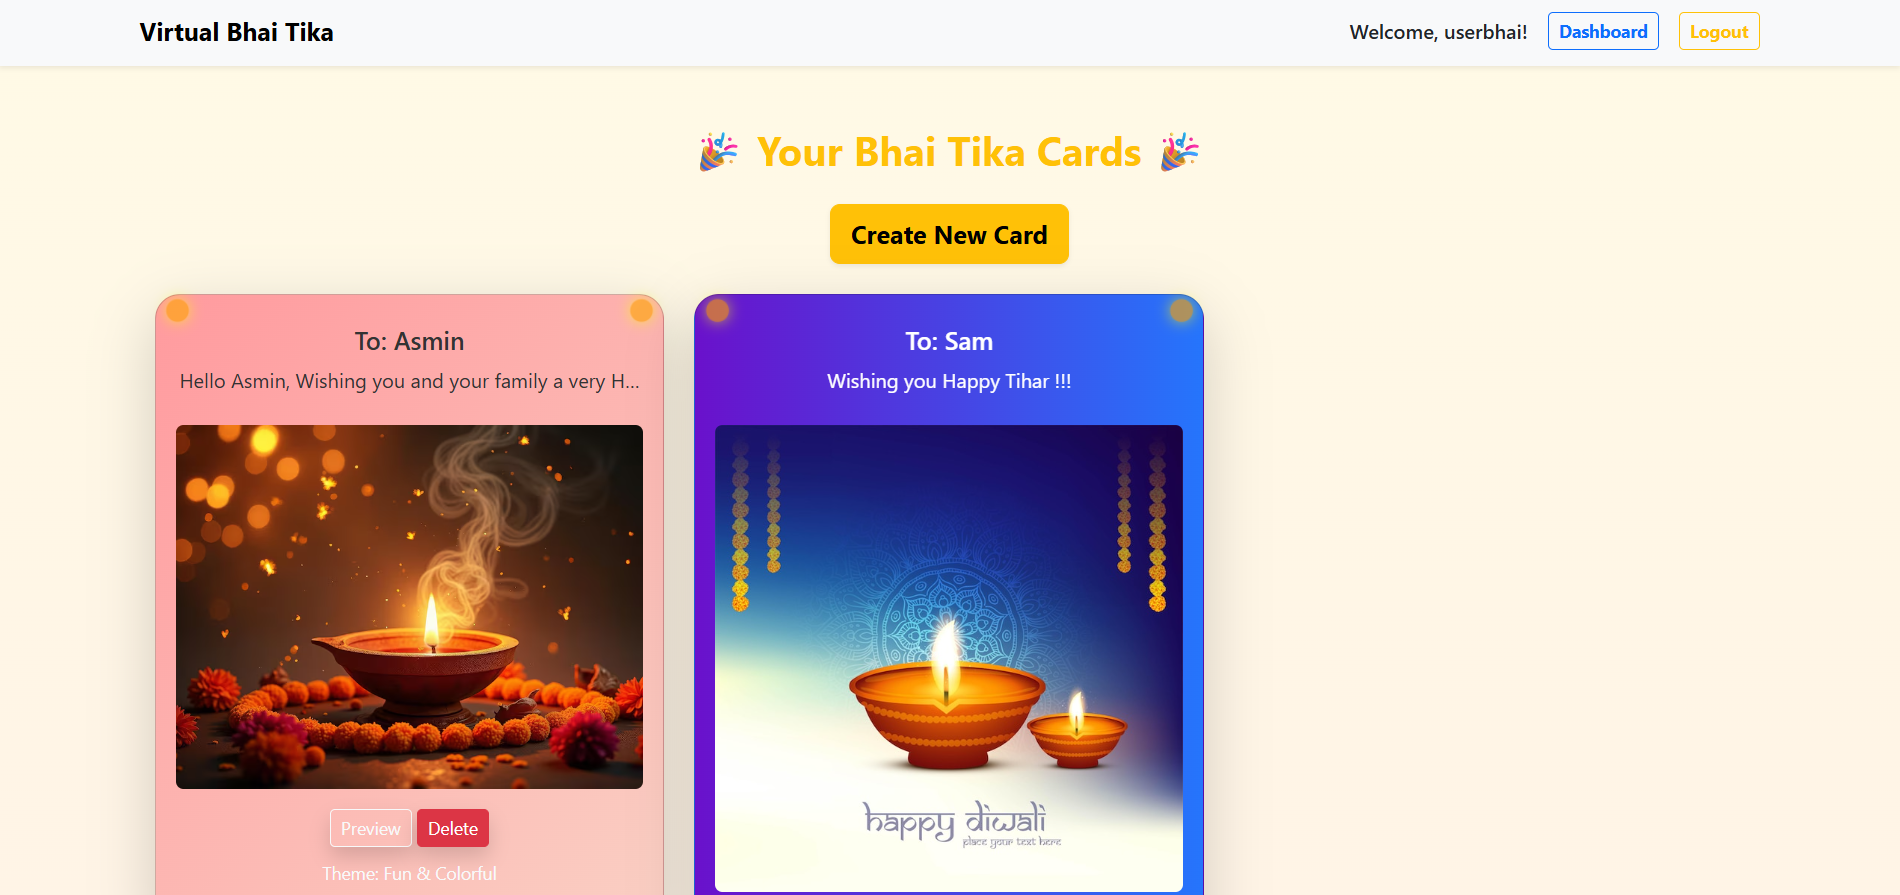 Virtual Bhai Tika
Welcome, userbhai!
Dashboard
Logout
🎉 Your Bhai Tika Cards 🎉
Create New Card
To: Asmin
Hello Asmin, Wishing you and your family a very H...
Preview
Delete
Theme: Fun & Colorful
To: Sam
Wishing you Happy Tihar !!!
happy diwali
place your text here